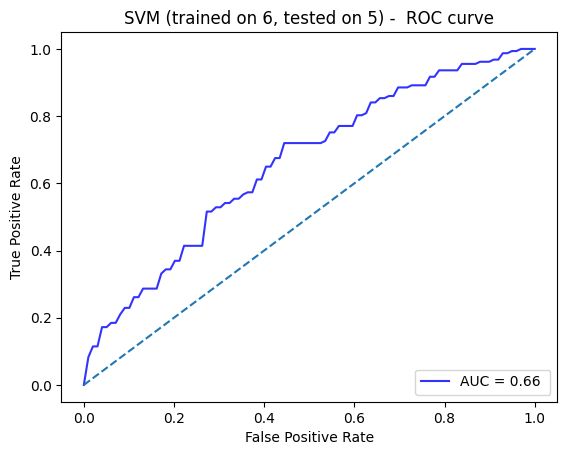 SVM (trained on 6, tested on 5) -  ROC curve
True Positive Rate
1.0
0.8
0.6
0.4
0.2
0.0
AUC = 0.66
0.0 0.2 0.4 0.6 0.8 1.0
False Positive Rate